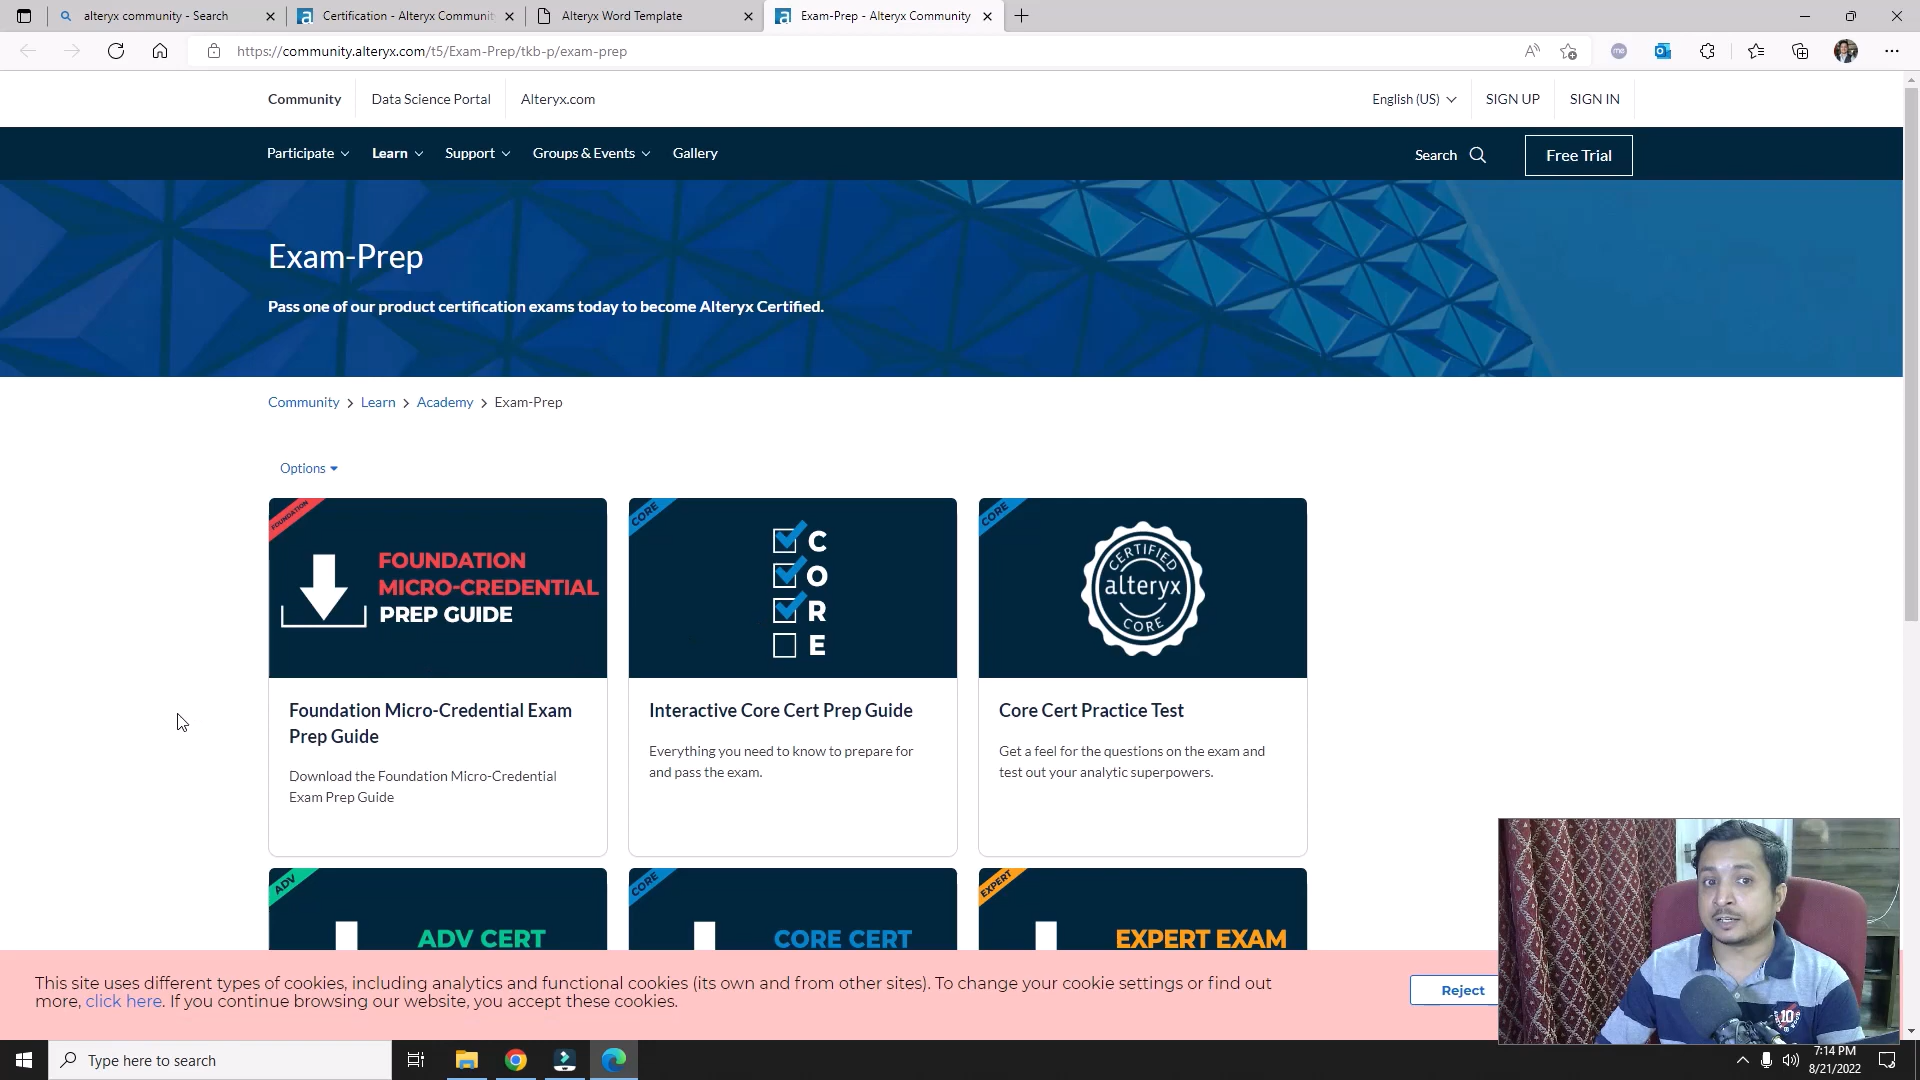 alteryx community - Search
Certification - Alteryx Communit
Alteryx Word Template
Exam-Prep - Alteryx Community
https://community.alteryx.com/t5/Exam-Prep/tkb-p/exam-prep
Community
Data Science Portal
Alteryx.com
English (US)
SIGN UP
SIGN IN
Participate
Learn
Support
Groups & Events
Gallery
Search
Free Trial
Exam-Prep
Pass one of our product certification exams today to become Alteryx Certified.
Community > Learn > Academy > Exam-Prep
Options
FOUNDATION
FOUNDATION
MICRO-CREDENTIAL
PREP GUIDE
CORE
C
O
R
E
CORE
CERTIFIED
alteryx
CORE
Foundation Micro-Credential Exam
Prep Guide
Download the Foundation Micro-Credential
Exam Prep Guide
Interactive Core Cert Prep Guide
Everything you need to know to prepare for
and pass the exam.
Core Cert Practice Test
Get a feel for the questions on the exam and
test out your analytic superpowers.
ADV
ADV CERT
CORE
CORE CERT
EXPERT
EXPERT EXAM
This site uses different types of cookies, including analytics and functional cookies (its own and from other sites). To change your cookie settings or find out
more, click here. If you continue browsing our website, you accept these cookies.
Reject
10
Type here to search
7:14 PM
8/21/2022